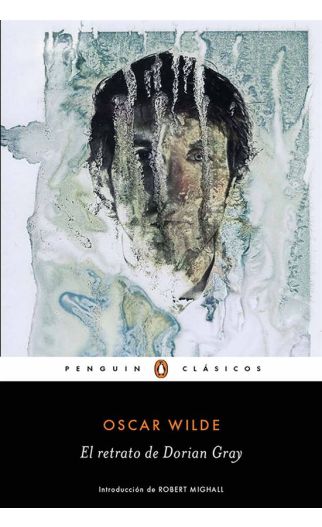 PENGUIN CLÁSICOS
OSCAR WILDE
El retrato de Dorian Gray
Introducción de ROBERT MIGHALL